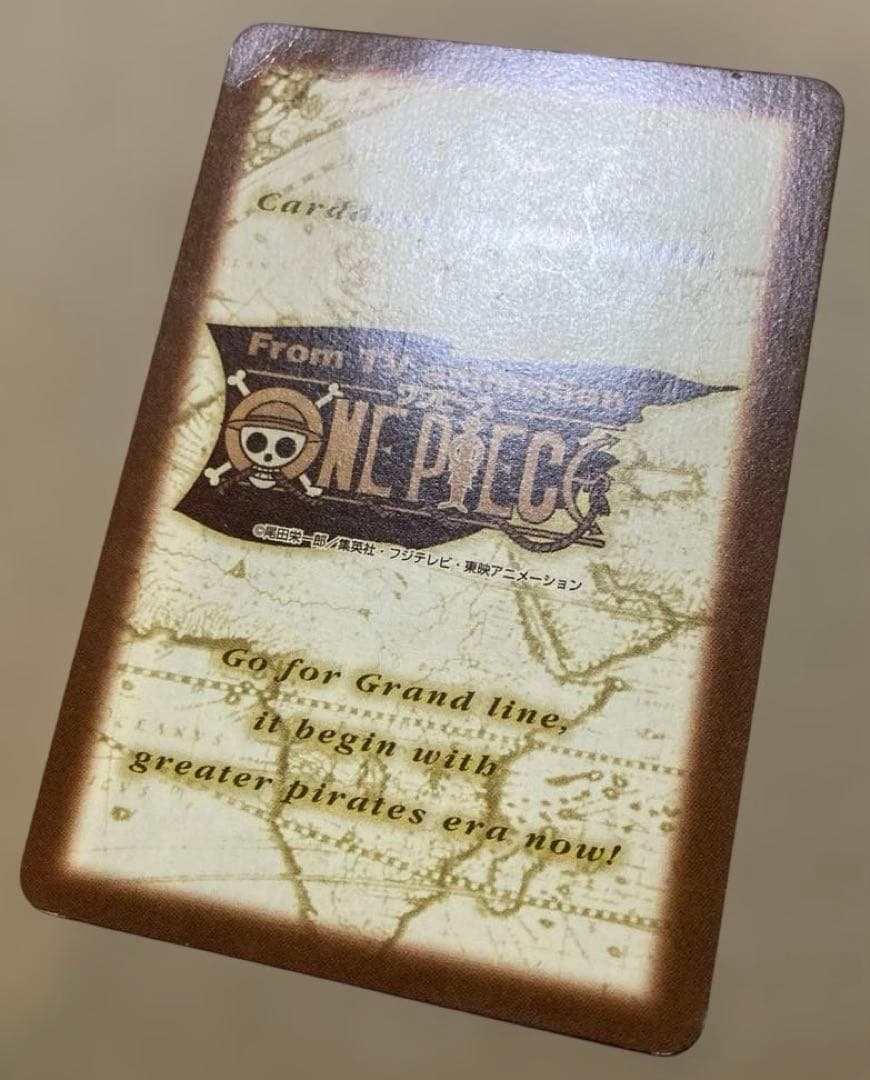 From TV animation
ワンピース
ONE PIECE
©尾田栄一郎／集英社・フジテレビ・東映アニメーション
Go for Grand line,
it begin with
greater pirates era now!